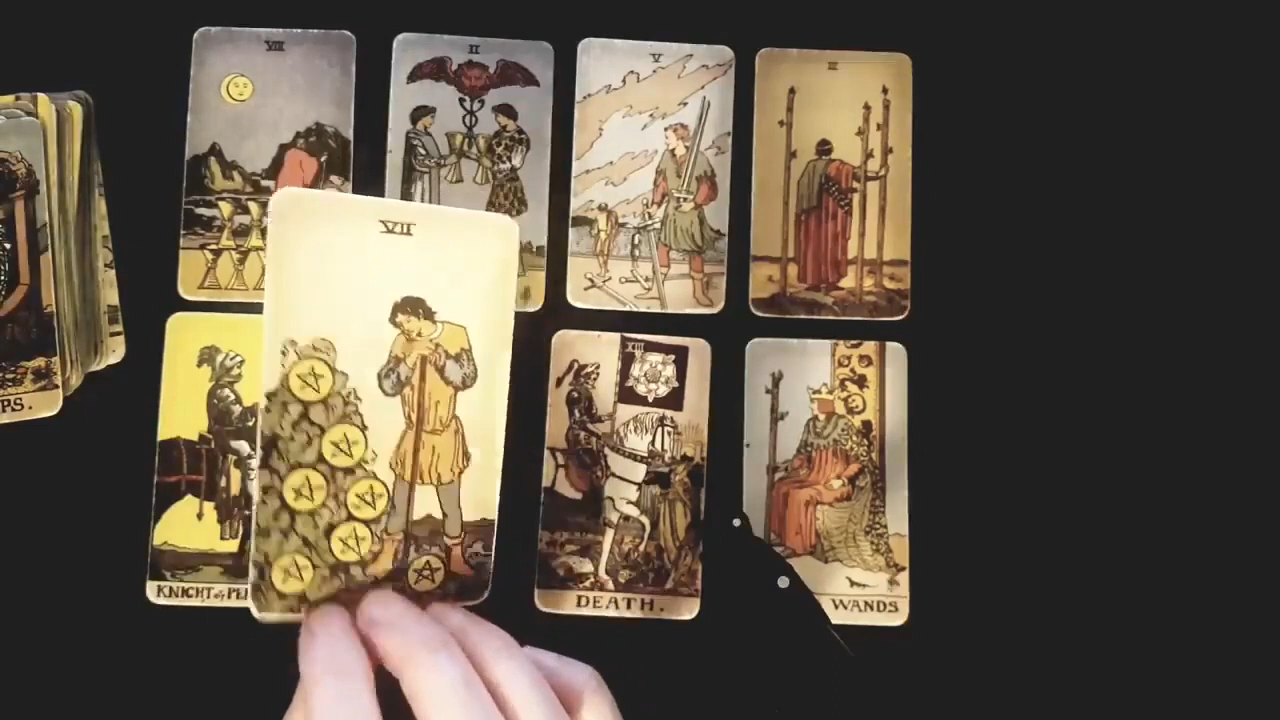 VIII
II
V
III
VII
XIII
PS.
KNIGHT of PE
DEATH.
WANDS